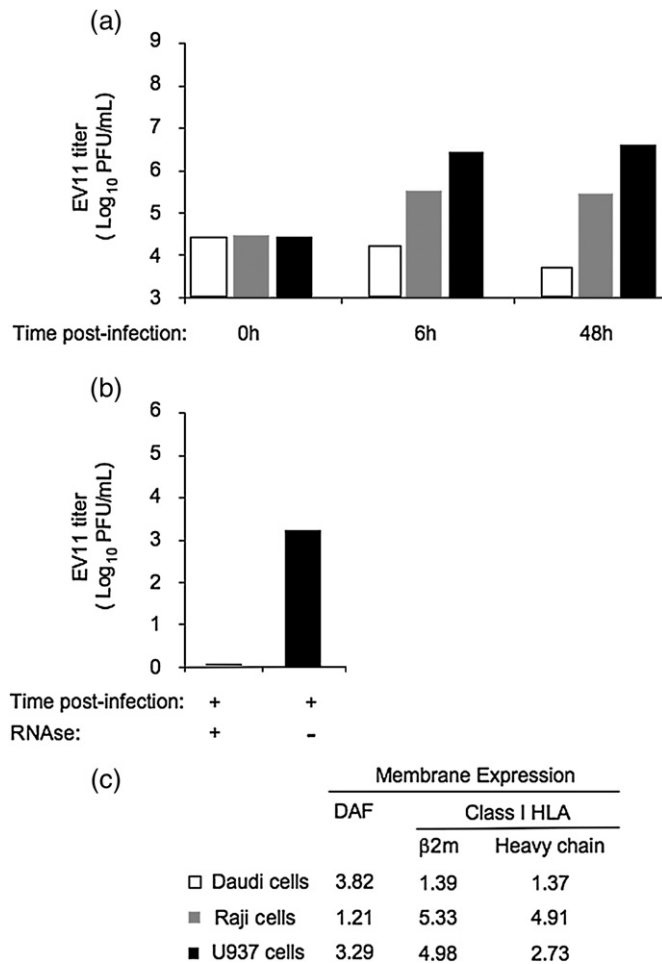 (a)
EV11 titer
( Log10 PFU/mL)
9
8
7
6
5
4
3
Time post-infection: 0h 6h 48h
(b)
EV11 titer
( Log10 PFU/mL)
6
5
4
3
2
1
0
Time post-infection: + +
RNAse: + -
(c)
Membrane Expression
DAF Class I HLA
β2m Heavy chain
Daudi cells 3.82 1.39 1.37
Raji cells 1.21 5.33 4.91
U937 cells 3.29 4.98 2.73